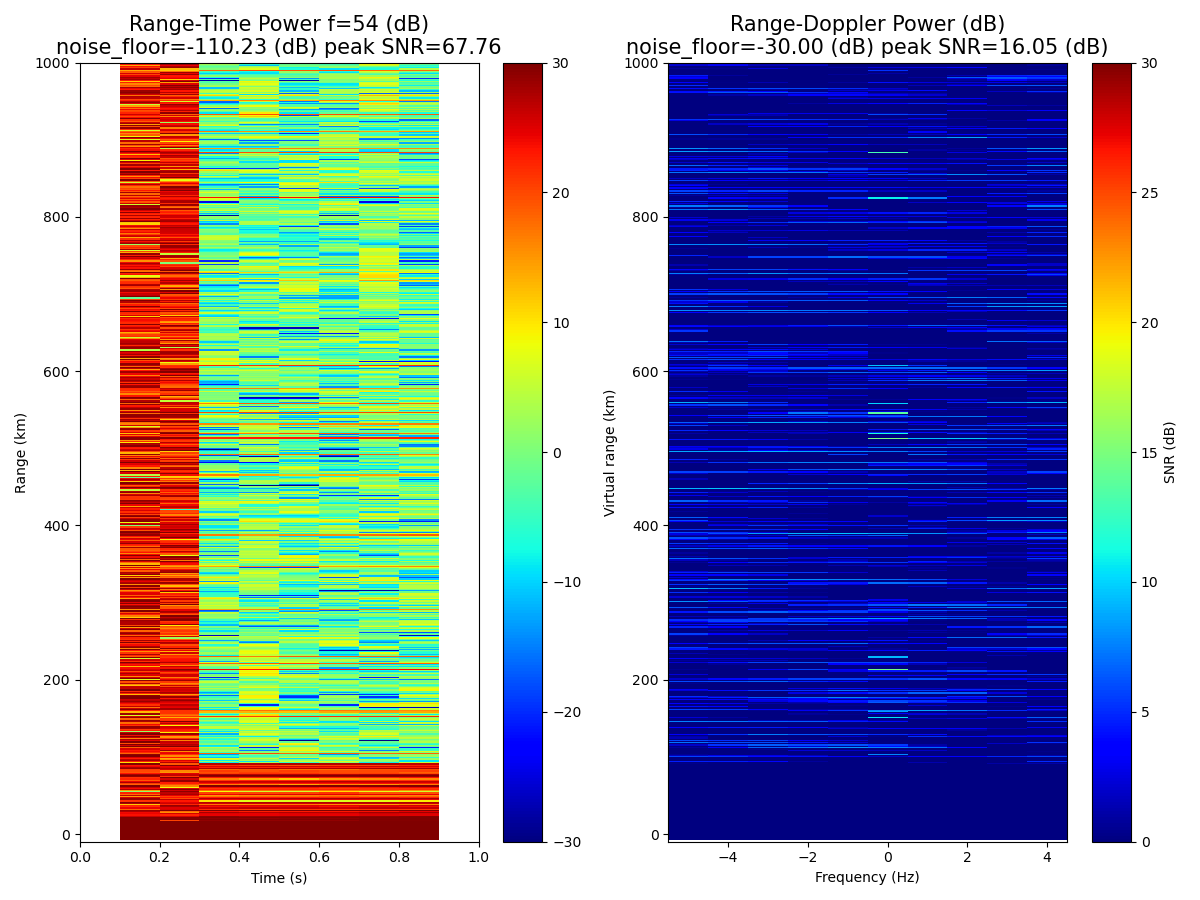 Range-Time Power f=54 (dB)
noise_floor=-110.23 (dB) peak SNR=67.76
Range (km)
1000
800
600
400
200
0
0.0 0.2 0.4 0.6 0.8 1.0
Time (s)
30
20
10
0
−10
−20
−30
Range-Doppler Power (dB)
noise_floor=-30.00 (dB) peak SNR=16.05 (dB)
Virtual range (km)
1000
800
600
400
200
0
−4 −2 0 2 4
Frequency (Hz)
30
25
20
15
10
5
0
SNR (dB)